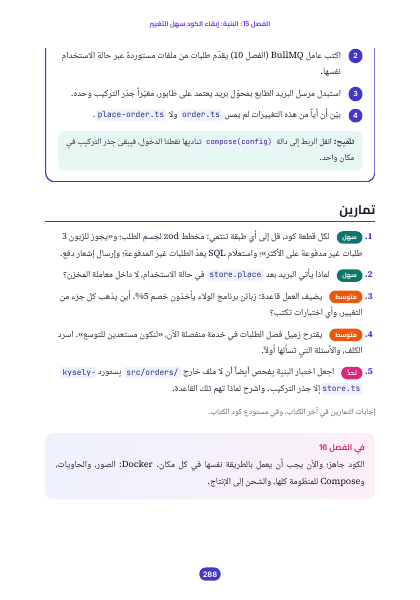 الفصل 15: البنية: إبقاء الكود سهل التغيير
2 اكتب عامل BullMQ (الفصل 10) يقدّم طلبات من ملفات مستوردة عبر حالة الاستخدام
نفسها.
3 استبدل مرسل البريد الطابع بمحوّل بريد يعتمد على طابور، مغيّراً جذر التركيب وحده.
4 بيّن أن أياً من هذه التغييرات لم يمس order.ts ولا place-order.ts.
تلميح: انقل الربط إلى دالة compose(config) تناديها نقطتا الدخول، فيبقى جذر التركيب في
مكان واحد.
تمارين
1. سهل لكل قطعة كود، قل إلى أي طبقة تنتمي: مخطط zod لجسم الطلب؛ و«يجوز للزبون 3
طلبات غير مدفوعة على الأكثر»؛ واستعلام SQL يعدّ الطلبات غير المدفوعة؛ وإرسال إشعار دفع.
2. سهل لماذا يأتي البريد بعد store.place في حالة الاستخدام، لا داخل معاملة المخزن؟
3. متوسط يضيف العمل قاعدة: زبائن برنامج الولاء يأخذون خصم 5%. أين يذهب كل جزء من
التغيير، وأي اختبارات تكتب؟
4. متوسط يقترح زميل فصل الطلبات في خدمة منفصلة الآن، «لنكون مستعدين للتوسع». اسرد
الكلف، والأسئلة التي تسألها أولاً.
5. تحدٍّ اجعل اختبار البنية يفحص أيضاً أن لا ملف خارج src/orders/ يستورد kysely-
store.ts إلا جذر التركيب. واشرح لماذا تهم تلك القاعدة.
إجابات التمارين في آخر الكتاب، وفي مستودع كود الكتاب.
في الفصل 16
الكود جاهز؛ والآن يجب أن يعمل بالطريقة نفسها في كل مكان. Docker: الصور، والحاويات،
وCompose للمنظومة كلها، والشحن إلى الإنتاج.
288